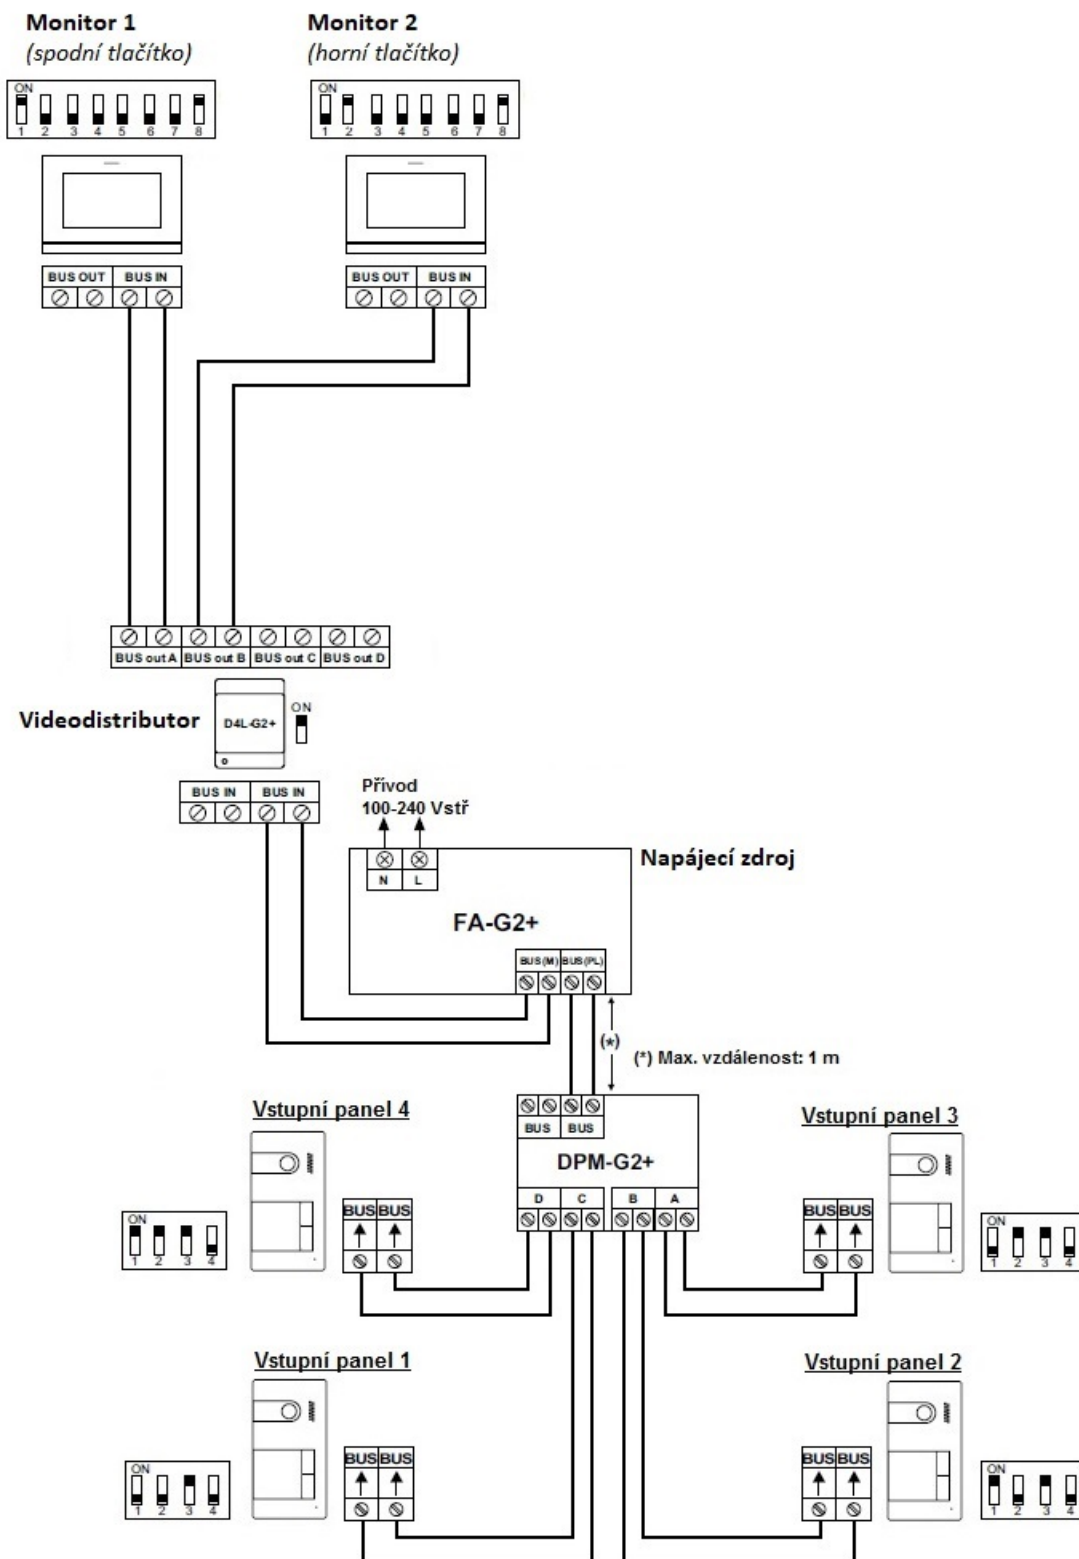 Monitor 1 Monitor 2
(spodní tlačítko) (horní tlačítko)
ON ON
1 2 3 4 5 6 7 8 1 2 3 4 5 6 7 8
BUS OUT BUS IN BUS OUT BUS IN
BUS out A BUS out B BUS out C BUS out D
Videodistributor D4L-G2+ ON
BUS IN BUS IN
Přívod
100-240 Vstř
Napájecí zdroj
N L
FA-G2+
BUS(M) BUS(PL)
(*)
(*) Max. vzdálenost: 1 m
Vstupní panel 4 Vstupní panel 3
BUS BUS
DPM-G2+
D C B A
BUS BUS BUS BUS
ON ON
1 2 3 4 1 2 3 4
Vstupní panel 1 Vstupní panel 2
BUS BUS BUS BUS
ON ON
1 2 3 4 1 2 3 4